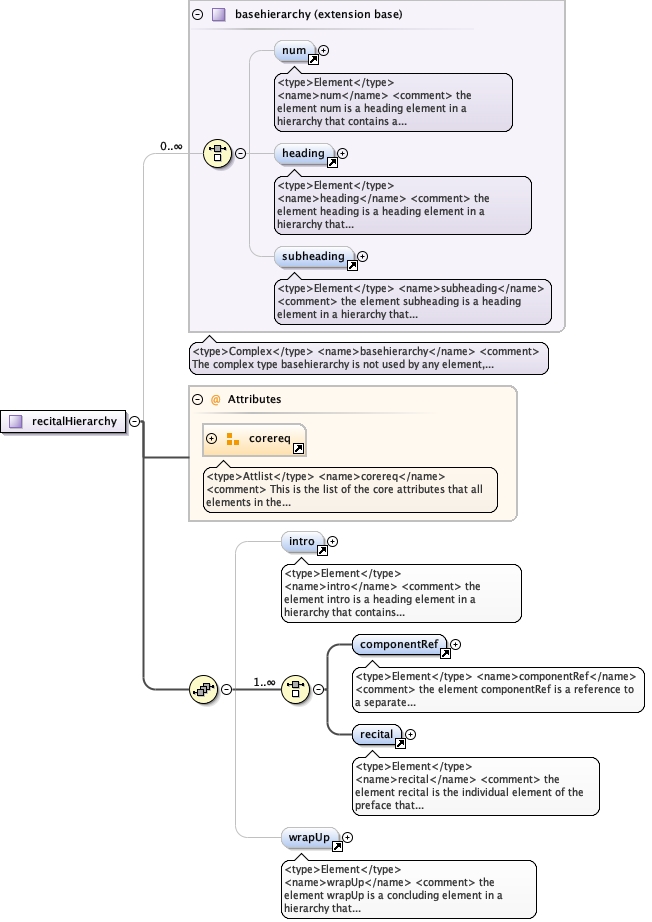 basehierarchy (extension base)
num
<type>Element</type>
<name>num</name> <comment> the
element num is a heading element in a
hierarchy that contains a...
0..∞
heading
<type>Element</type>
<name>heading</name> <comment> the
element heading is a heading element in a
hierarchy that...
subheading
<type>Element</type> <name>subheading</name>
<comment> the element subheading is a heading
element in a hierarchy that...
<type>Complex</type> <name>basehierarchy</name> <comment>
The complex type basehierarchy is not used by any element,...
@ Attributes
recitalHierarchy
corereq
<type>Attlist</type> <name>corereq</name>
<comment> This is the list of the core attributes that all
elements in the...
intro
<type>Element</type>
<name>intro</name> <comment> the
element intro is a heading element in a
hierarchy that contains...
1..∞
componentRef
<type>Element</type> <name>componentRef</name>
<comment> the element componentRef is a reference to
a separate...
recital
<type>Element</type>
<name>recital</name> <comment> the
element recital is the individual element of the
preface that...
wrapUp
<type>Element</type>
<name>wrapUp</name> <comment> the
element wrapUp is a concluding element in a
hierarchy that...